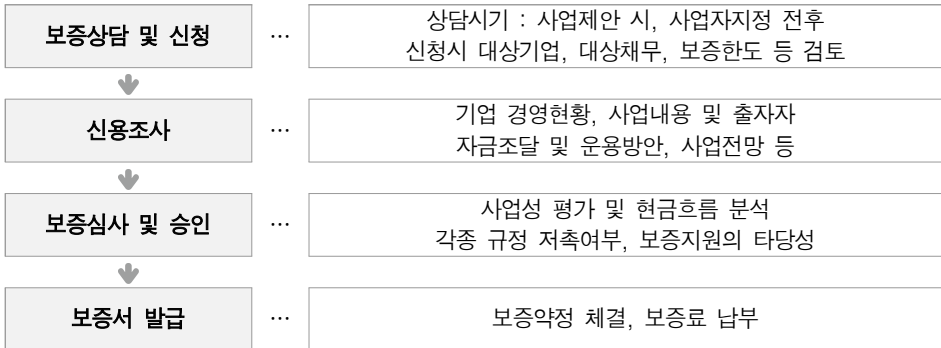 보증상담 및 신청 … 상담시기 : 사업제안 시, 사업자지정 전후
신청시 대상기업, 대상채무, 보증한도 등 검토
신용조사 … 기업 경영현황, 사업내용 및 출자자
자금조달 및 운용방안, 사업전망 등
보증심사 및 승인 … 사업성 평가 및 현금흐름 분석
각종 규정 저촉여부, 보증지원의 타당성
보증서 발급 … 보증약정 체결, 보증료 납부